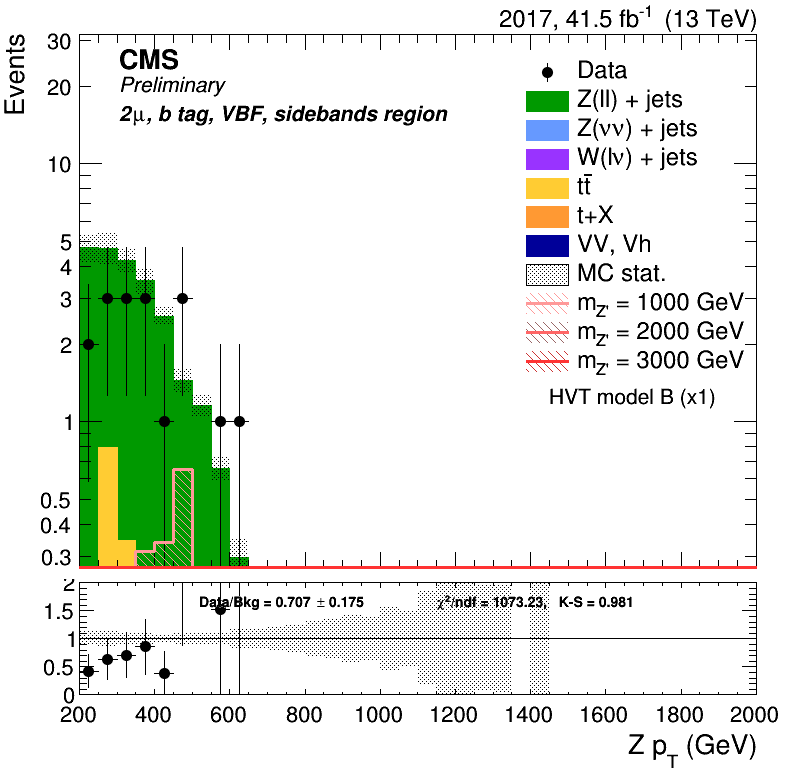 2017, 41.5 fb⁻¹ (13 TeV)
Events
CMS
Preliminary
2μ, b tag, VBF, sidebands region
Data
Z(ll) + jets
Z(νν) + jets
W(lν) + jets
tt̄
t+X
VV, Vh
MC stat.
m_Z' = 1000 GeV
m_Z' = 2000 GeV
m_Z' = 3000 GeV
HVT model B (x1)
30
20
10
5
4
3
2
1
0.5
0.4
0.3
Data/Bkg = 0.707 ± 0.175 χ²/ndf = 1073.23, K-S = 0.981
2
1.5
1
0.5
0
200 400 600 800 1000 1200 1400 1600 1800 2000
Z p_T (GeV)